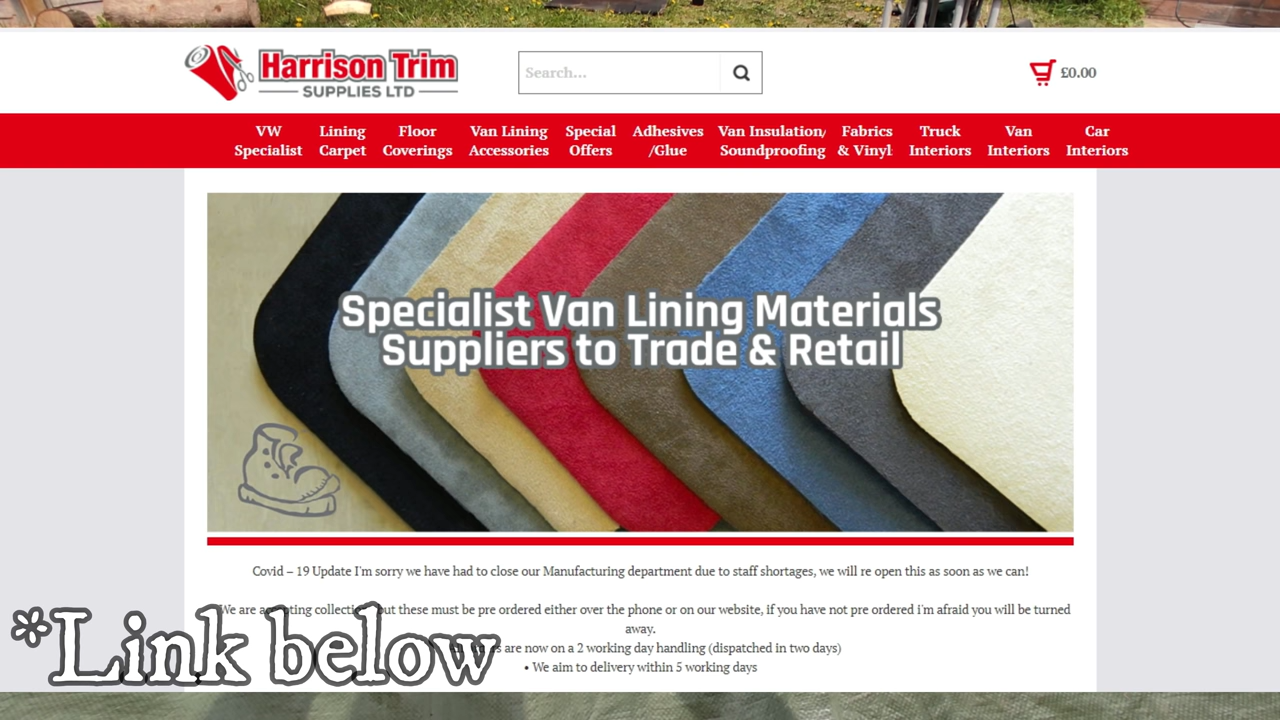 Harrison Trim
SUPPLIES LTD
Search...
£0.00
VW Specialist
Lining Carpet
Floor Coverings
Van Lining Accessories
Special Offers
Adhesives /Glue
Van Insulation/ Soundproofing
Fabrics & Vinyl
Truck Interiors
Van Interiors
Car Interiors
Specialist Van Lining Materials
Suppliers to Trade & Retail
Covid – 19 Update I'm sorry we have had to close our Manufacturing department due to staff shortages, we will re open this as soon as we can!
We are accepting collection but these must be pre ordered either over the phone or on our website, if you have not pre ordered i'm afraid you will be turned
away.
are now on a 2 working day handling (dispatched in two days)
• We aim to delivery within 5 working days
*Link below